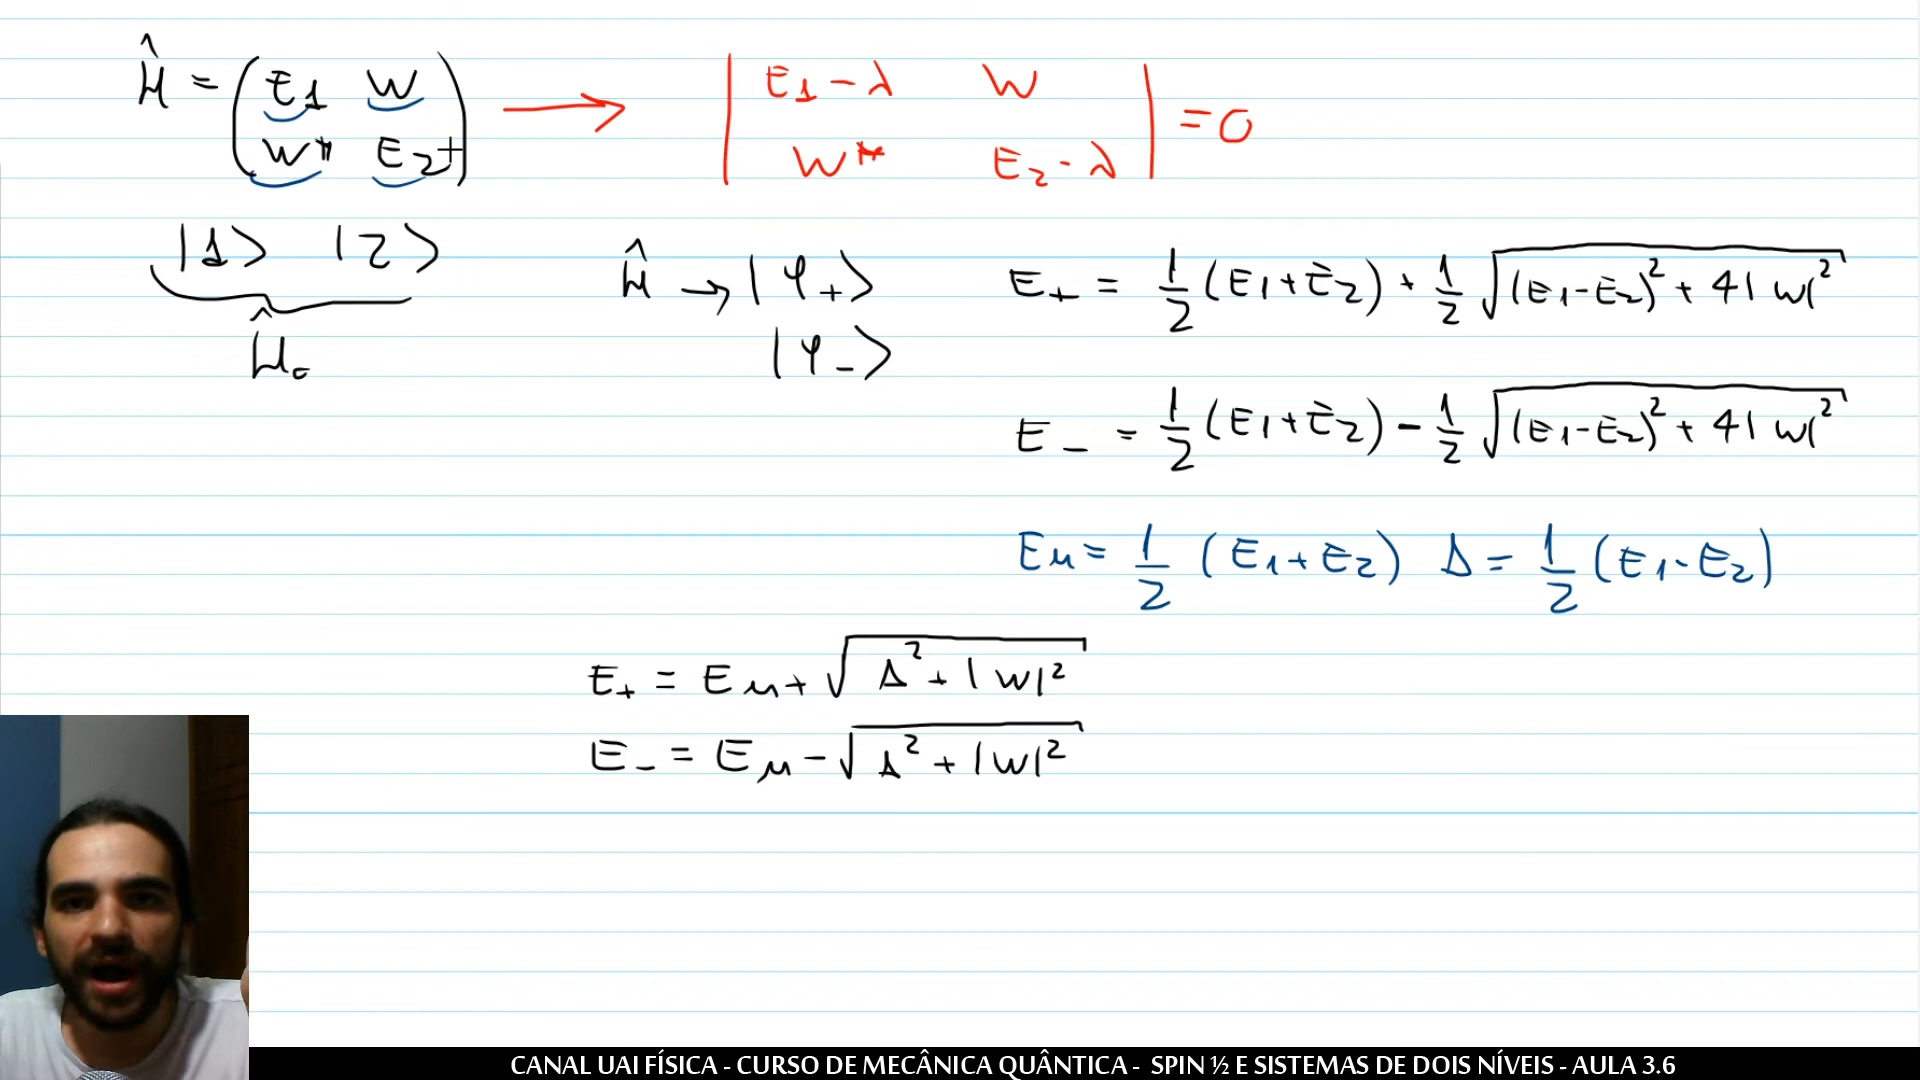 Ĥ = ( E1 W ) → | E1 - λ W | = 0
( W* E2 ) | W* E2 - λ |
|1> |2> Ĥ → |φ+> E+ = 1/2 (E1+E2) + 1/2 √(E1-E2)² + 4|W|²
Ĥ0 |φ-> E- = 1/2 (E1+E2) - 1/2 √(E1-E2)² + 4|W|²
EM = 1/2 (E1+E2) Δ = 1/2 (E1-E2)
E+ = EM + √Δ² + |W|²
E- = EM - √Δ² + |W|²
CANAL UAI FÍSICA - CURSO DE MECÂNICA QUÂNTICA - SPIN ½ E SISTEMAS DE DOIS NÍVEIS - AULA 3.6